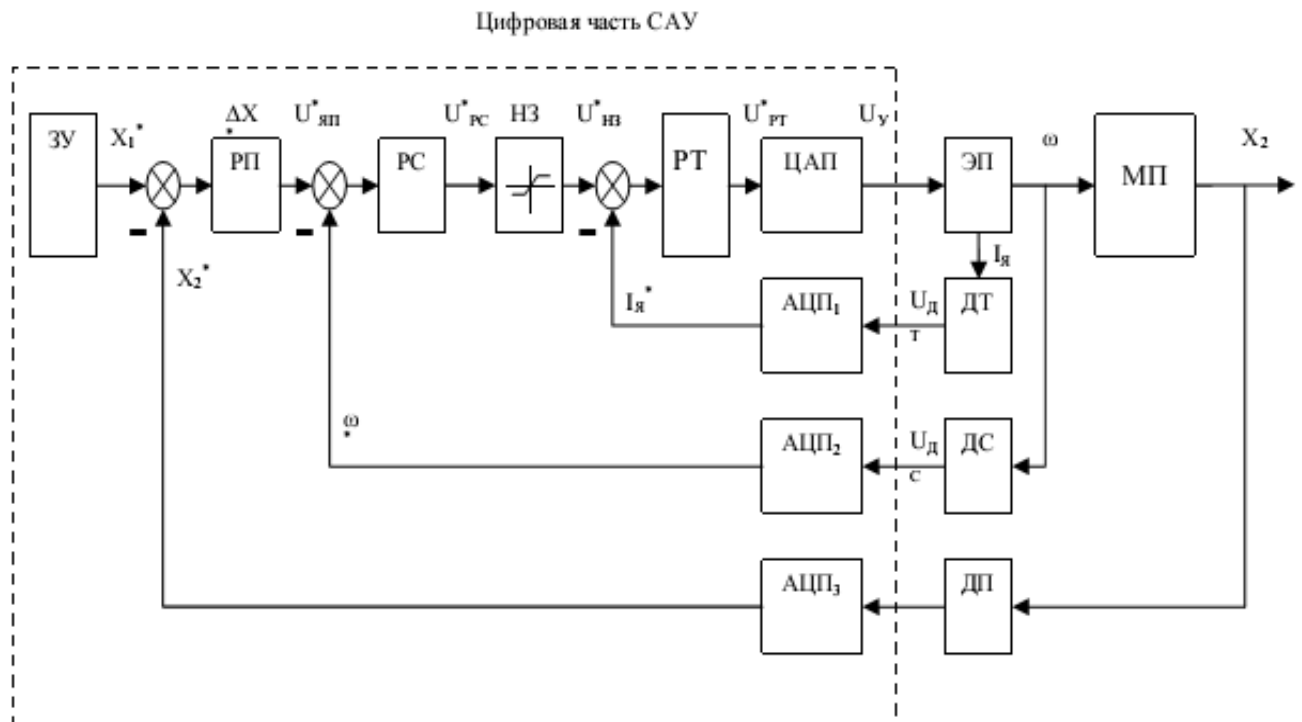 Цифровая часть САУ
ЗУ
X₁*
ΔX
*
РП
U*ЯП
РС
U*РС
НЗ
U*НЗ
РТ
U*РТ
ЦАП
UУ
ЭП
ω
МП
X₂
IЯ
X₂*
IЯ*
АЦП₁
UД
Т
ДТ
ω
*
АЦП₂
UД
С
ДС
АЦП₃
ДП